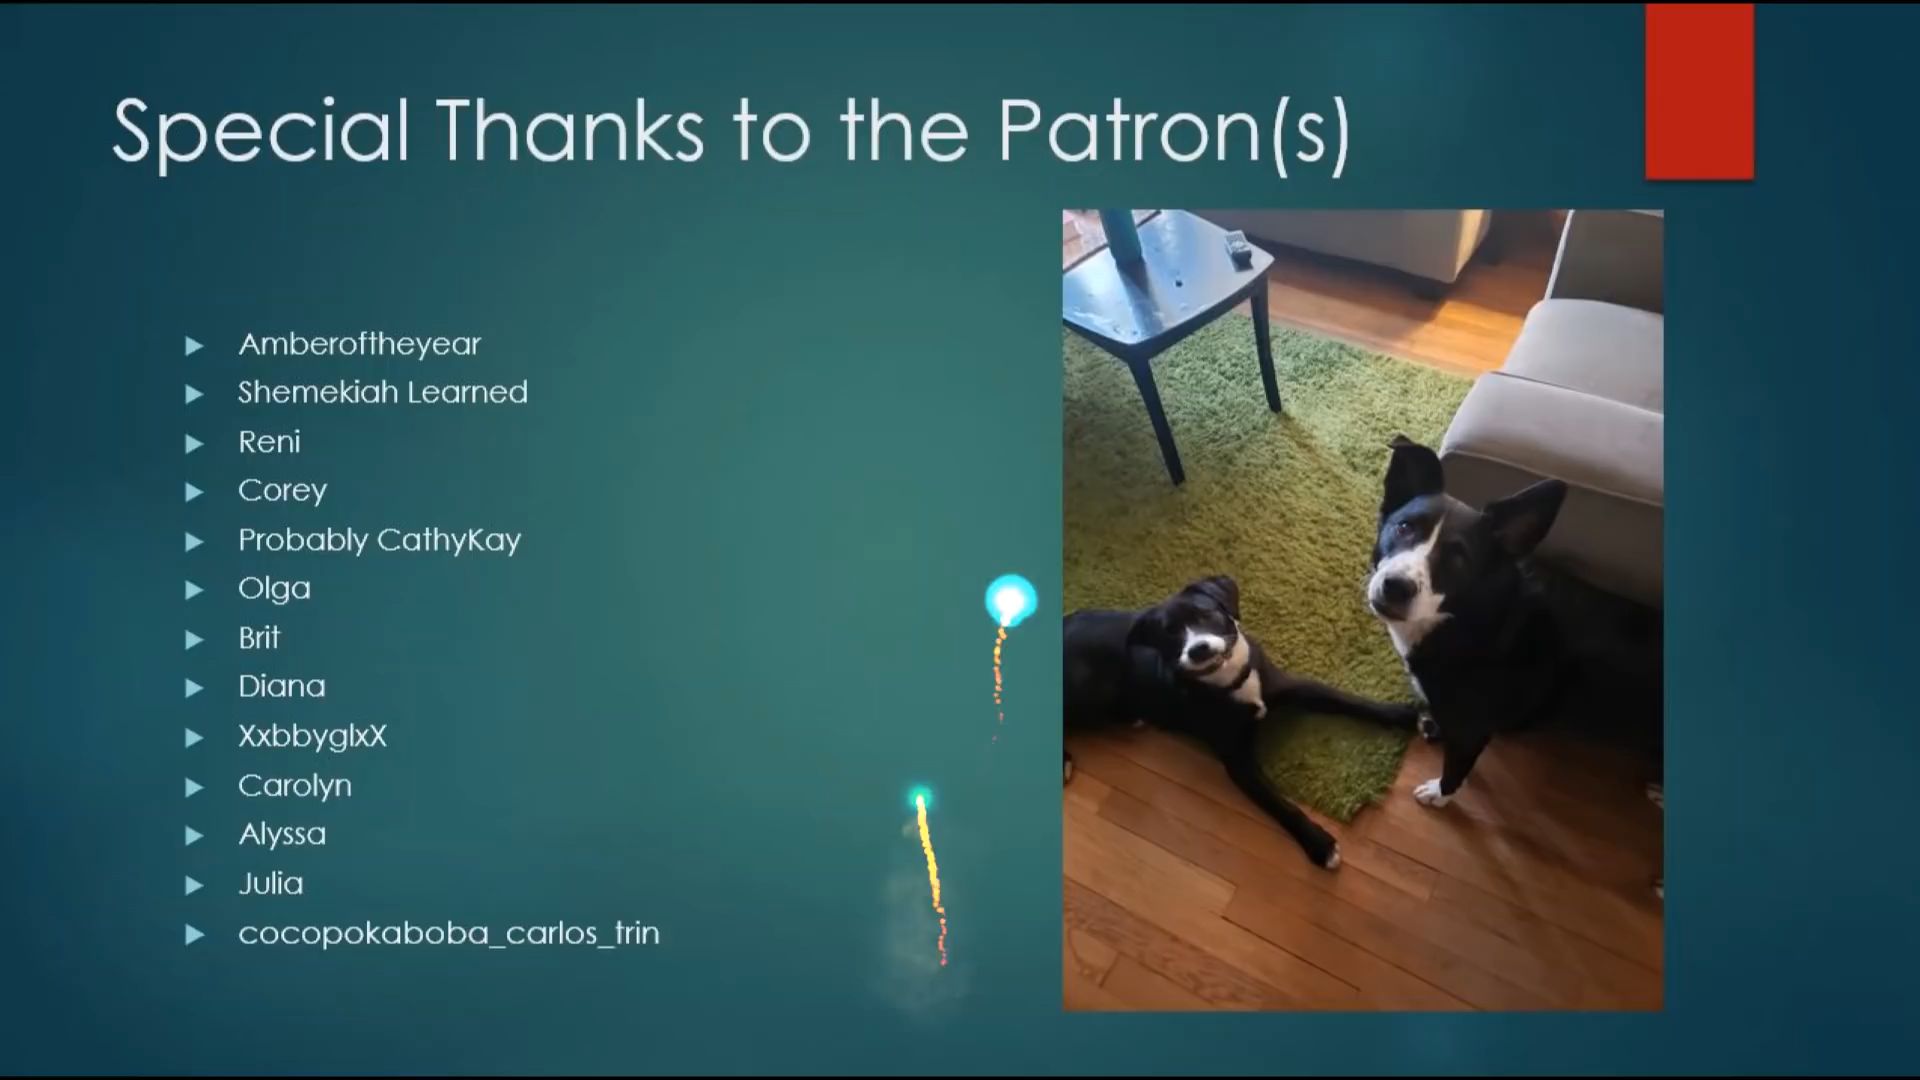 Special Thanks to the Patron(s)
Amberoftheyear
Shemekiah Learned
Reni
Corey
Probably CathyKay
Olga
Brit
Diana
XxbbyglxX
Carolyn
Alyssa
Julia
cocopokaboba_carlos_trin